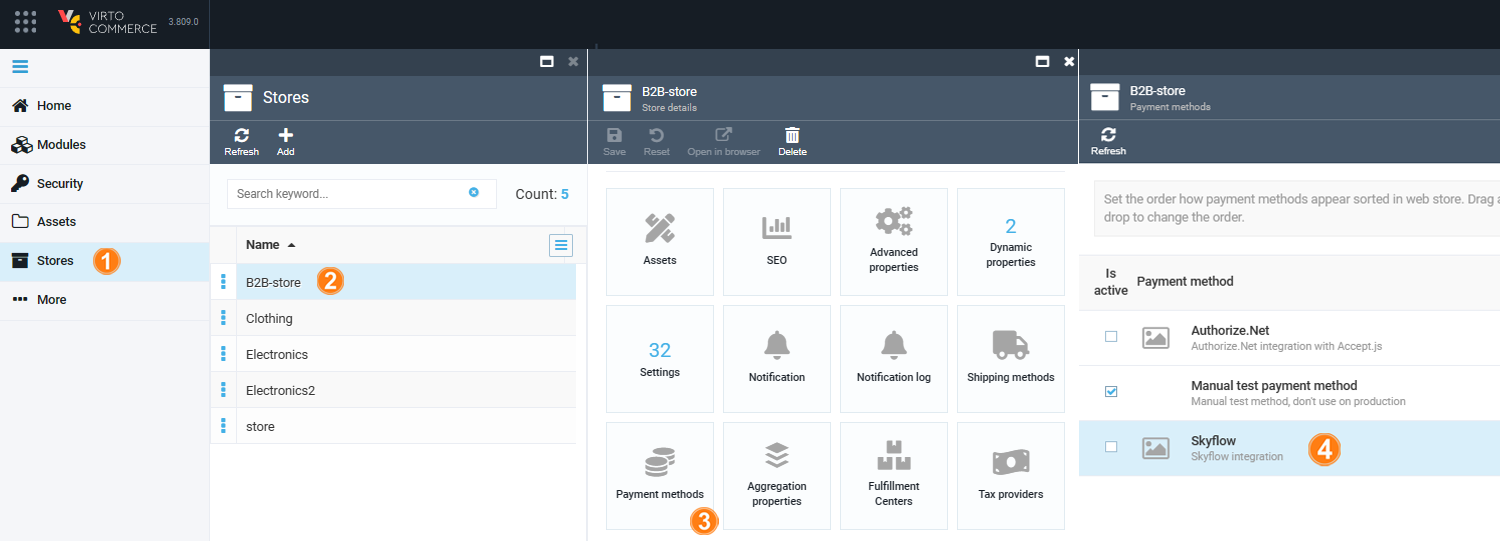 VIRTO
COMMERCE
3.809.0
Home
Modules
Security
Assets
Stores
1
More
Stores
Refresh
Add
Search keyword...
Count: 5
Name
B2B-store
2
Clothing
Electronics
Electronics2
store
B2B-store
Store details
Save
Reset
Open in browser
Delete
Assets
SEO
Advanced
properties
2
Dynamic
properties
32
Settings
Notification
Notification log
Shipping methods
Payment methods
3
Aggregation
properties
Fulfillment
Centers
Tax providers
B2B-store
Payment methods
Refresh
Set the order how payment methods appear sorted in web store. Drag a
drop to change the order.
Is
active
Payment method
Authorize.Net
Authorize.Net integration with Accept.js
Manual test payment method
Manual test method, don't use on production
Skyflow
Skyflow integration
4